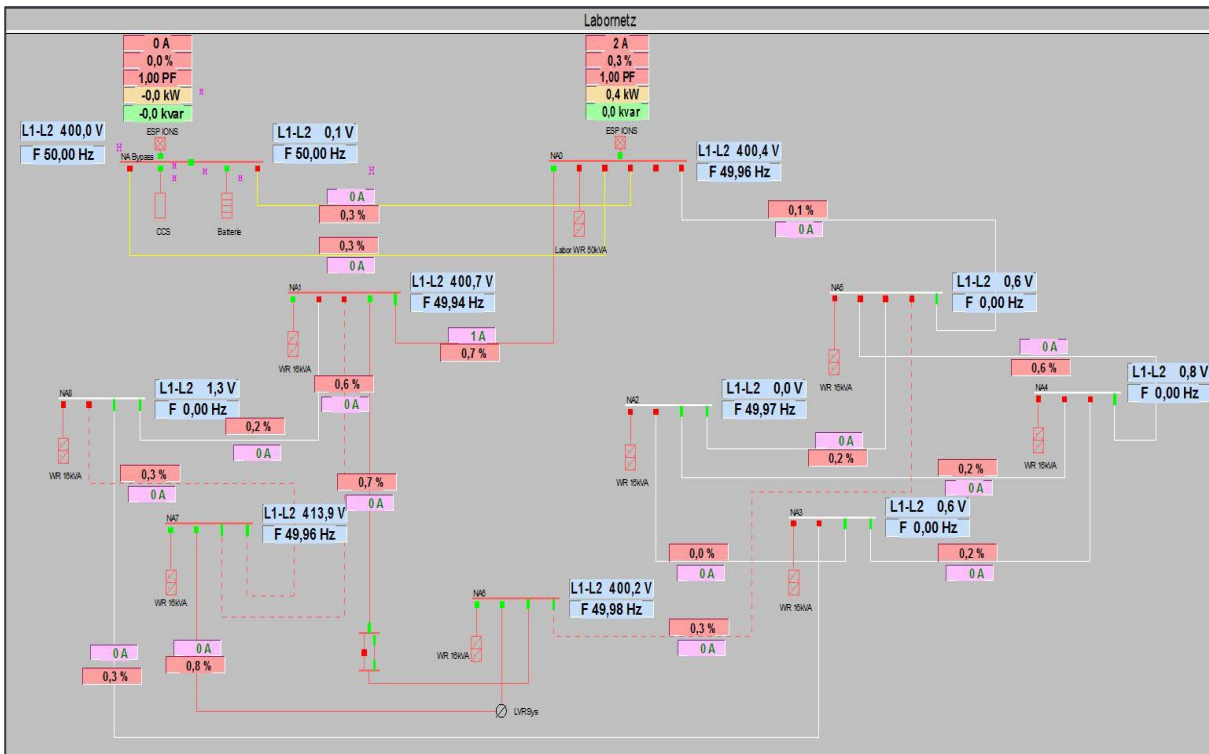 Labornetz
0 A
0,0 %
1,00 PF
-0,0 kW
-0,0 kvar
ESP IONS
2 A
0,3 %
1,00 PF
0,4 kW
0,0 kvar
ESP IONS
L1-L2 400,0 V
F 50,00 Hz
NA Bypass
L1-L2 0,1 V
F 50,00 Hz
CCS
Batterie
NA0
L1-L2 400,4 V
F 49,96 Hz
Labor WR 50kVA
0 A
0,3 %
0,3 %
0 A
0,1 %
0 A
NA1
L1-L2 400,7 V
F 49,94 Hz
WR 16kVA
1 A
0,7 %
NA5
L1-L2 0,6 V
F 0,00 Hz
WR 16kVA
0 A
0,6 %
NA4
L1-L2 0,8 V
F 0,00 Hz
WR 16kVA
NA8
L1-L2 1,3 V
F 0,00 Hz
WR 16kVA
0,6 %
0 A
0,2 %
0 A
NA2
L1-L2 0,0 V
F 49,97 Hz
WR 16kVA
0 A
0,2 %
0,2 %
0 A
0,3 %
0 A
0,7 %
0 A
NA7
L1-L2 413,9 V
F 49,96 Hz
WR 16kVA
NA3
L1-L2 0,6 V
F 0,00 Hz
WR 16kVA
0,0 %
0 A
0,2 %
0 A
NA6
L1-L2 400,2 V
F 49,98 Hz
WR 16kVA
0,3 %
0 A
0 A
0,3 %
0 A
0,8 %
LVRSys